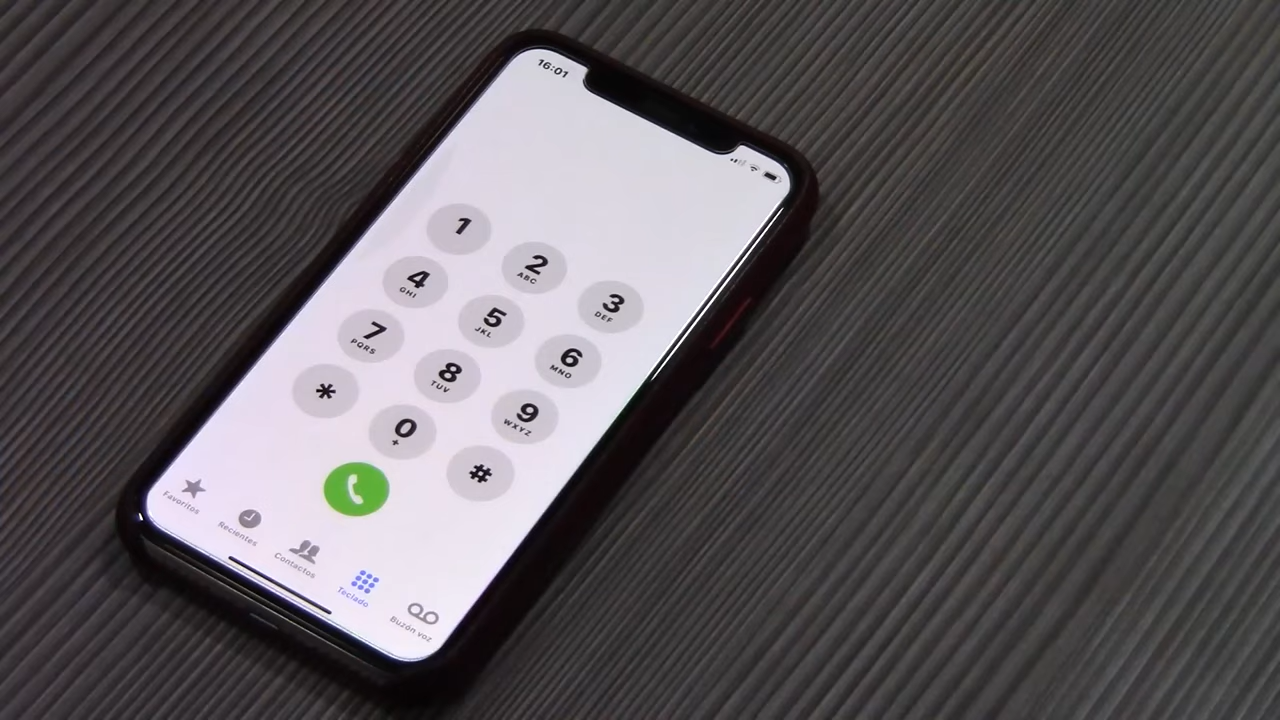 16:01
1
2
ABC
3
DEF
4
GHI
5
JKL
6
MNO
7
PQRS
8
TUV
9
WXYZ
*
0
+
#
Favoritos
Recientes
Contactos
Teclado
Buzón voz